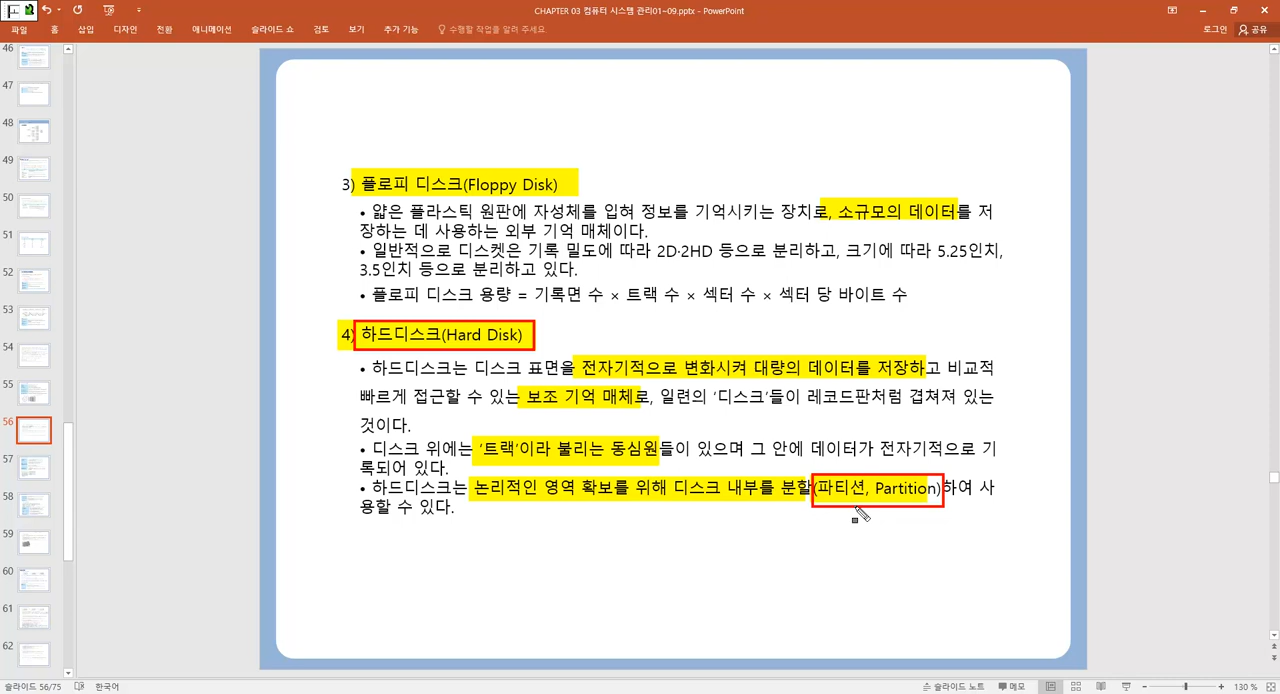 CHAPTER 03 컴퓨터 시스템 관리01~09.pptx - PowerPoint
파일 홈 삽입 디자인 전환 애니메이션 슬라이드 쇼 검토 보기 추가 기능 수행할 작업을 알려 주세요. 로그인 공유
46
47
48
49
50
51
52
53
54
55
56
57
58
59
60
61
62
3) 플로피 디스크(Floppy Disk)
• 얇은 플라스틱 원판에 자성체를 입혀 정보를 기억시키는 장치로, 소규모의 데이터를 저
장하는 데 사용하는 외부 기억 매체이다.
• 일반적으로 디스켓은 기록 밀도에 따라 2D·2HD 등으로 분리하고, 크기에 따라 5.25인치,
3.5인치 등으로 분리하고 있다.
• 플로피 디스크 용량 = 기록면 수 × 트랙 수 × 섹터 수 × 섹터 당 바이트 수
4) 하드디스크(Hard Disk)
• 하드디스크는 디스크 표면을 전자기적으로 변화시켜 대량의 데이터를 저장하고 비교적
빠르게 접근할 수 있는 보조 기억 매체로, 일련의 '디스크'들이 레코드판처럼 겹쳐져 있는
것이다.
• 디스크 위에는 '트랙'이라 불리는 동심원들이 있으며 그 안에 데이터가 전자기적으로 기
록되어 있다.
• 하드디스크는 논리적인 영역 확보를 위해 디스크 내부를 분할(파티션, Partition)하여 사
용할 수 있다.
슬라이드 56/75 한국어 슬라이드 노트 메모 130 %